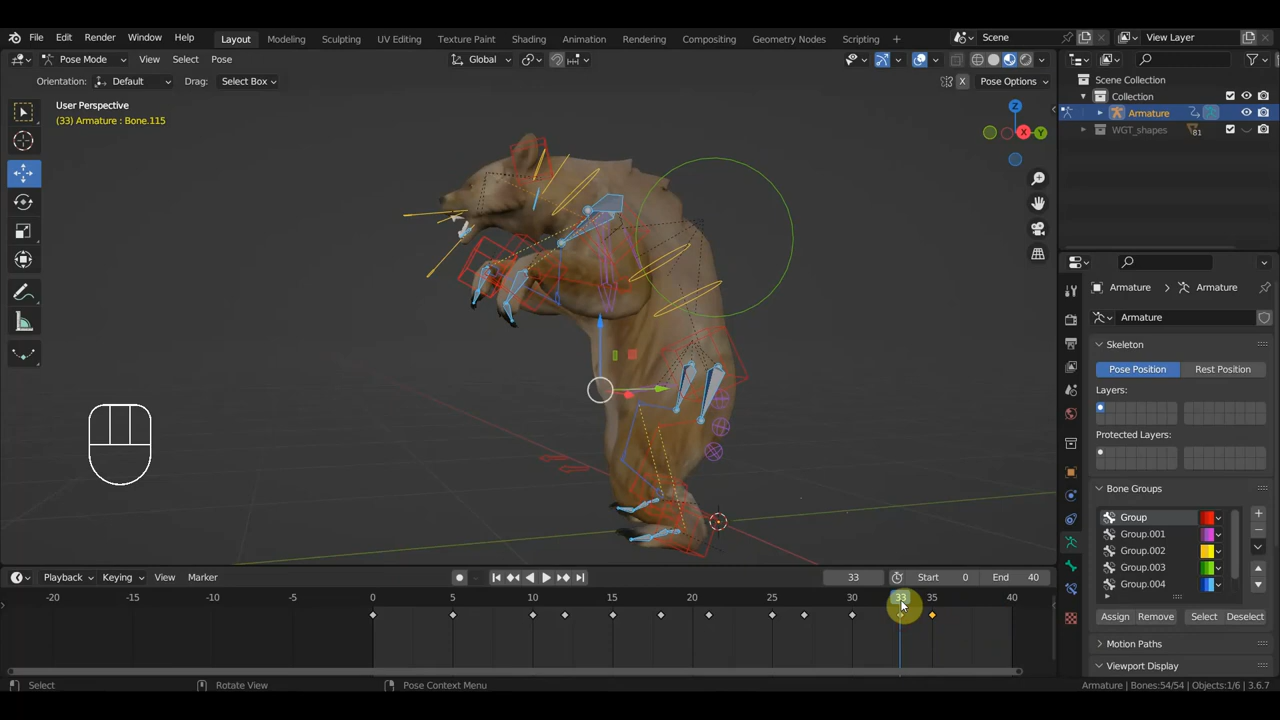 File Edit Render Window Help Layout Modeling Sculpting UV Editing Texture Paint Shading Animation Rendering Compositing Geometry Nodes Scripting + Scene View Layer
Pose Mode View Select Pose Global
Orientation: Default Drag: Select Box X Pose Options
User Perspective
(33) Armature : Bone.115
Z
X
Y
Scene Collection
Collection
Armature
WGT_shapes 81
Armature > Armature
Armature
Skeleton
Pose Position Rest Position
Layers:
Protected Layers:
Bone Groups
Group
Group.001
Group.002
Group.003
Group.004
Assign Remove Select Deselect
Motion Paths
Viewport Display
Playback Keying View Marker 33 Start 0 End 40
-20 -10 0 5 10 15 20 25 30 33 35 40
Select Rotate View Pose Context Menu Armature | Bones:54/54 | Objects:1/6 | 3.6.7